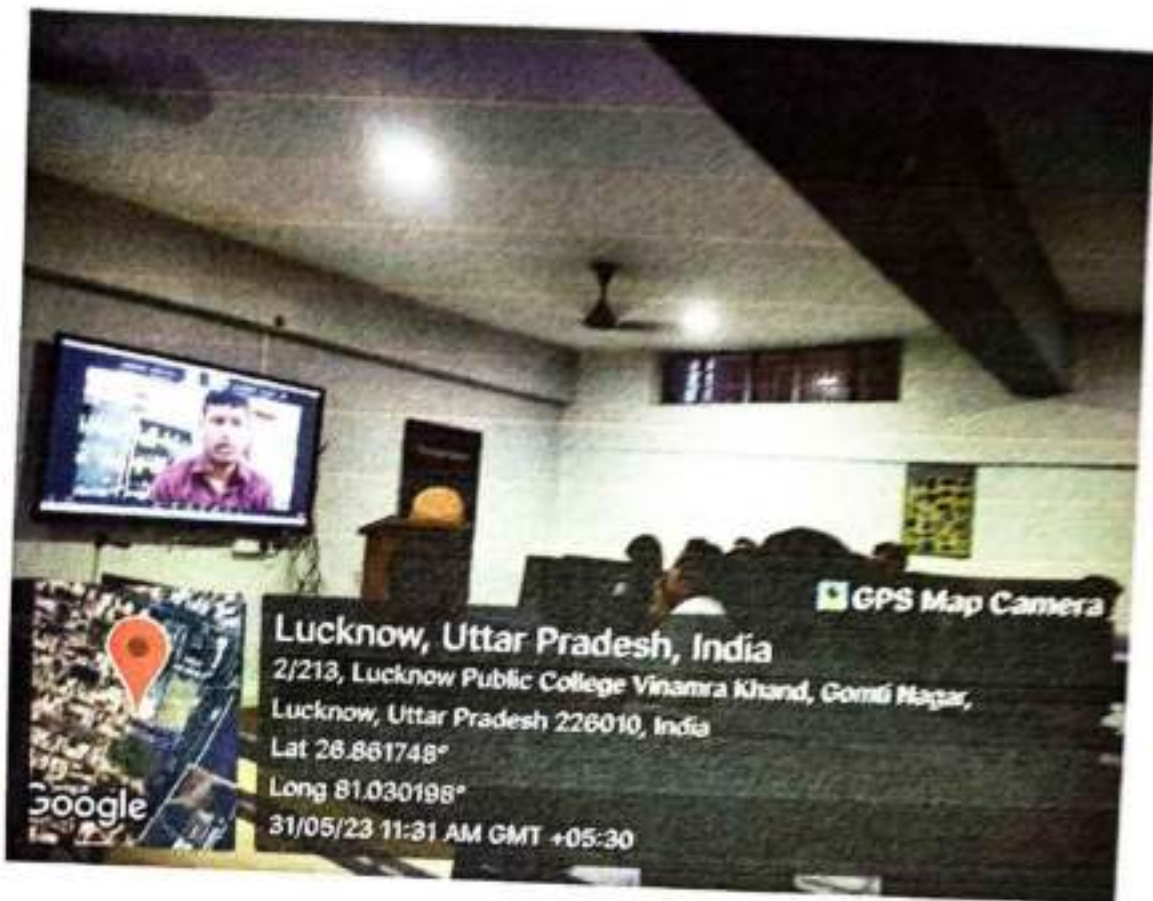 GPS Map Camera
Lucknow, Uttar Pradesh, India
2/213, Lucknow Public College Vinamra Khand, Gomti Nagar,
Lucknow, Uttar Pradesh 226010, India
Lat 26.861748°
Long 81.030198°
31/05/23 11:31 AM GMT +05:30
Google